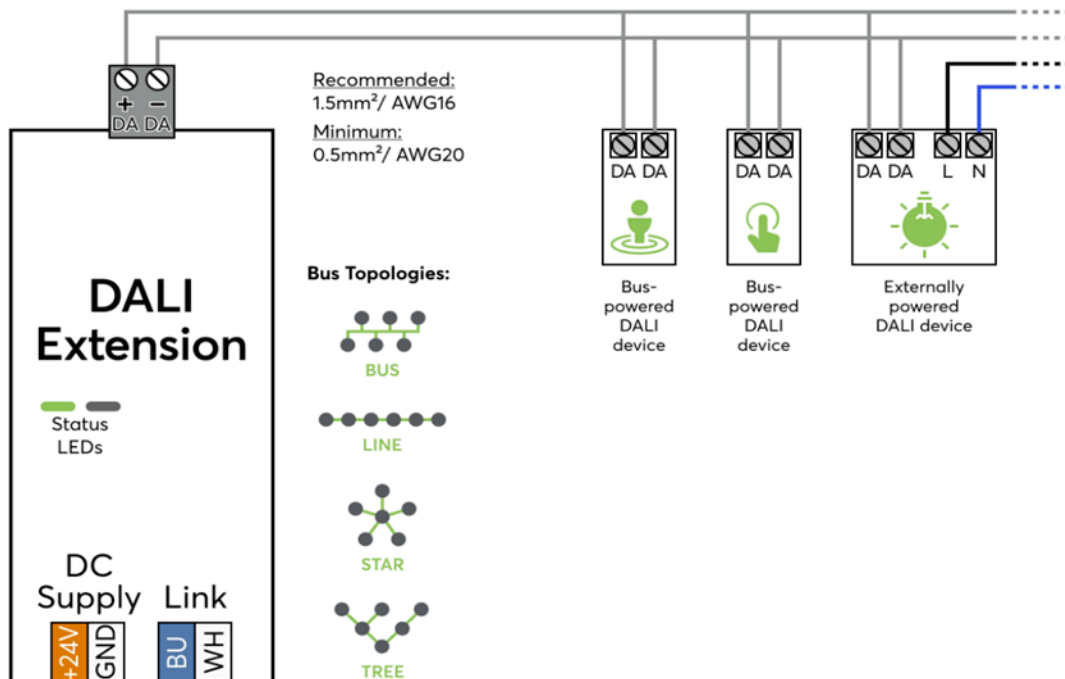 + −
DA DA
Recommended:
1.5mm²/ AWG16
Minimum:
0.5mm²/ AWG20
DA DA
DA DA
DA DA L N
Bus-
powered
DALI
device
Bus-
powered
DALI
device
Externally
powered
DALI device
DALI
Extension
Status
LEDs
Bus Topologies:
BUS
LINE
STAR
TREE
DC
Supply
Link
+24V
GND
BU
WH